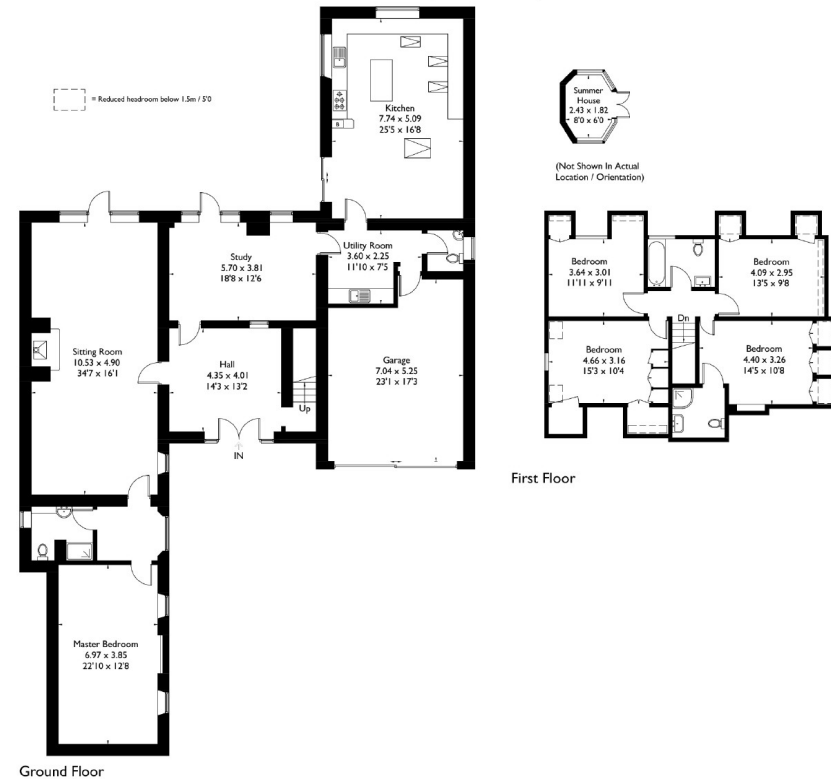 = Reduced headroom below 1.5m / 5'0
Kitchen
7.74 x 5.09
25'5 x 16'8
B
Summer
House
2.43 x 1.82
8'0 x 6'0
(Not Shown In Actual
Location / Orientation)
Study
5.70 x 3.81
18'8 x 12'6
Utility Room
3.60 x 2.25
11'10 x 7'5
Sitting Room
10.53 x 4.90
34'7 x 16'1
Hall
4.35 x 4.01
14'3 x 13'2
Up
IN
Garage
7.04 x 5.25
23'1 x 17'3
Master Bedroom
6.97 x 3.85
22'10 x 12'8
Ground Floor
Bedroom
3.64 x 3.01
11'11 x 9'11
Bedroom
4.09 x 2.95
13'5 x 9'8
Dn
Bedroom
4.66 x 3.16
15'3 x 10'4
Bedroom
4.40 x 3.26
14'5 x 10'8
First Floor